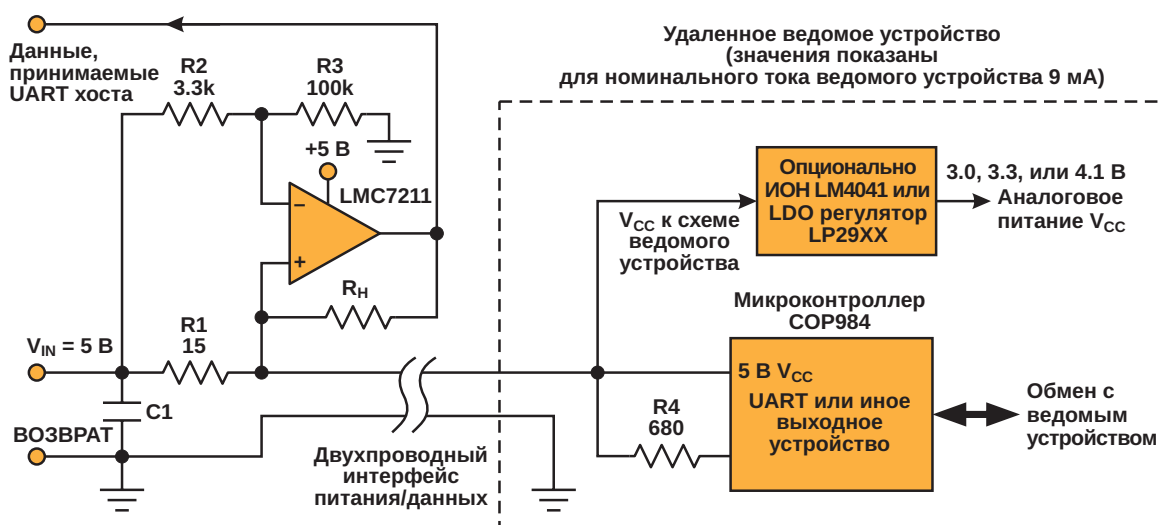 Данные,
принимаемые
UART хоста
R2
3.3k
R3
100k
+5 В
LMC7211
−
+
RH
VIN = 5 В
R1
15
C1
ВОЗВРАТ
Двухпроводный
интерфейс
питания/данных
Удаленное ведомое устройство
(значения показаны
для номинального тока ведомого устройства 9 мА)
VCC к схеме
ведомого
устройства
Опционально
ИОН LM4041 или
LDO регулятор
LP29XX
3.0, 3.3, или 4.1 В
Аналоговое
питание VCC
Микроконтроллер
COP984
5 В VCC
UART или иное
выходное
устройство
R4
680
Обмен с
ведомым
устройством